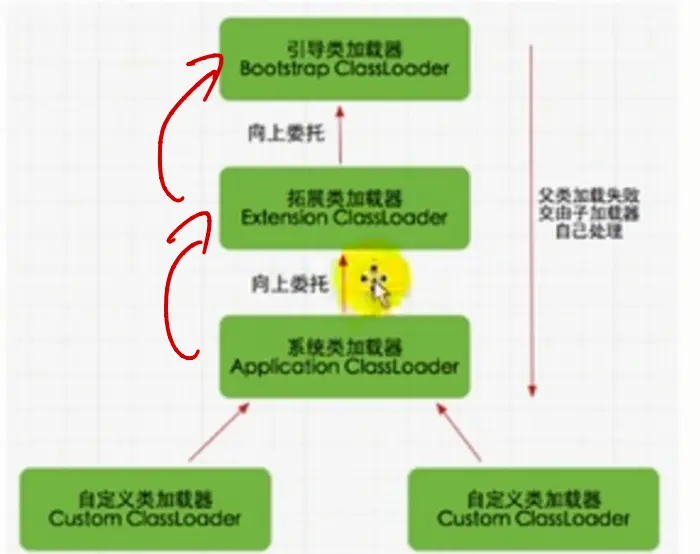 引导类加载器
Bootstrap ClassLoader
向上委托
拓展类加载器
Extension ClassLoader
父类加载失败
交由子加载器
自己处理
向上委托
系统类加载器
Application ClassLoader
自定义类加载器
Custom ClassLoader
自定义类加载器
Custom ClassLoader